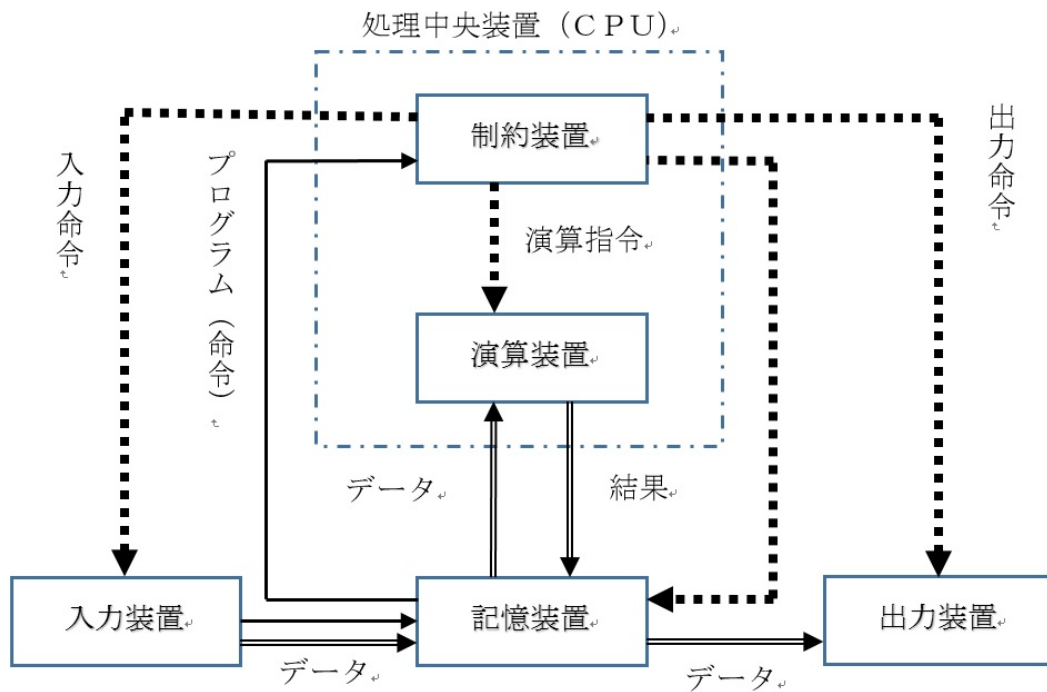 処理中央装置（ＣＰＵ）
制約装置
出力命令
入力命令
プログラム（命令）
演算指令
演算装置
データ
結果
入力装置
記憶装置
出力装置
データ
データ